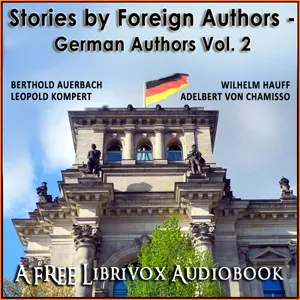 Stories by Foreign Authors -
German Authors Vol. 2
BERTHOLD AUERBACH
LEOPOLD KOMPERT
WILHELM HAUFF
ADELBERT VON CHAMISSO
A FREE LIBRIVOX AUDIOBOOK